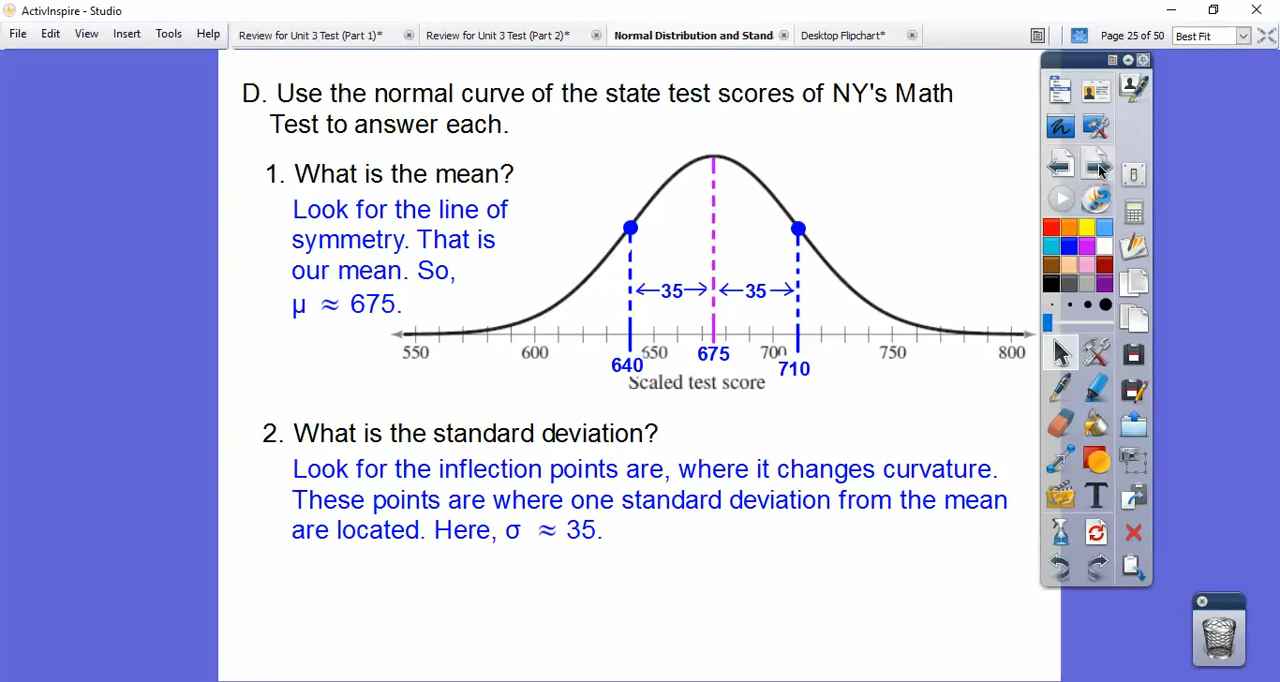 ActivInspire - Studio
File Edit View Insert Tools Help
Review for Unit 3 Test (Part 1)* Review for Unit 3 Test (Part 2)* Normal Distribution and Stand Desktop Flipchart* Page 25 of 50 Best Fit
D. Use the normal curve of the state test scores of NY's Math
Test to answer each.
1. What is the mean?
Look for the line of
symmetry. That is
our mean. So,
μ ≈ 675.
35 35
550 600 650 700 750 800
640 675 710
Scaled test score
2. What is the standard deviation?
Look for the inflection points are, where it changes curvature.
These points are where one standard deviation from the mean
are located. Here, σ ≈ 35.
T